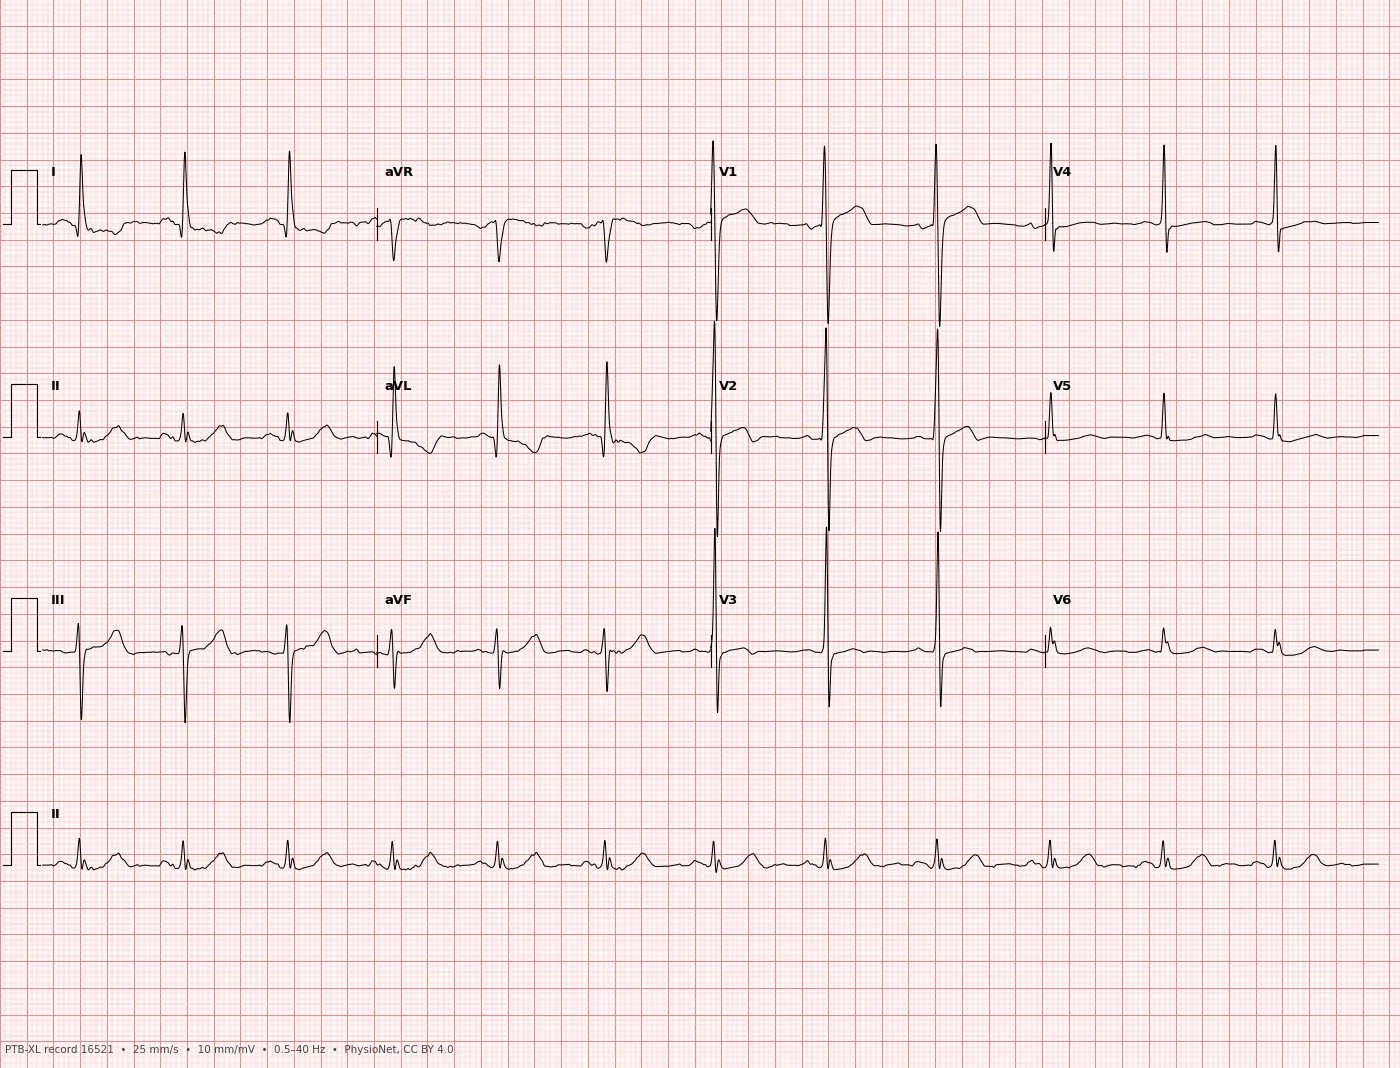 I aVR V1 V4
II aVL V2 V5
III aVF V3 V6
II
PTB-XL record 16521 • 25 mm/s • 10 mm/mV • 0.5–40 Hz • PhysioNet, CC BY 4.0